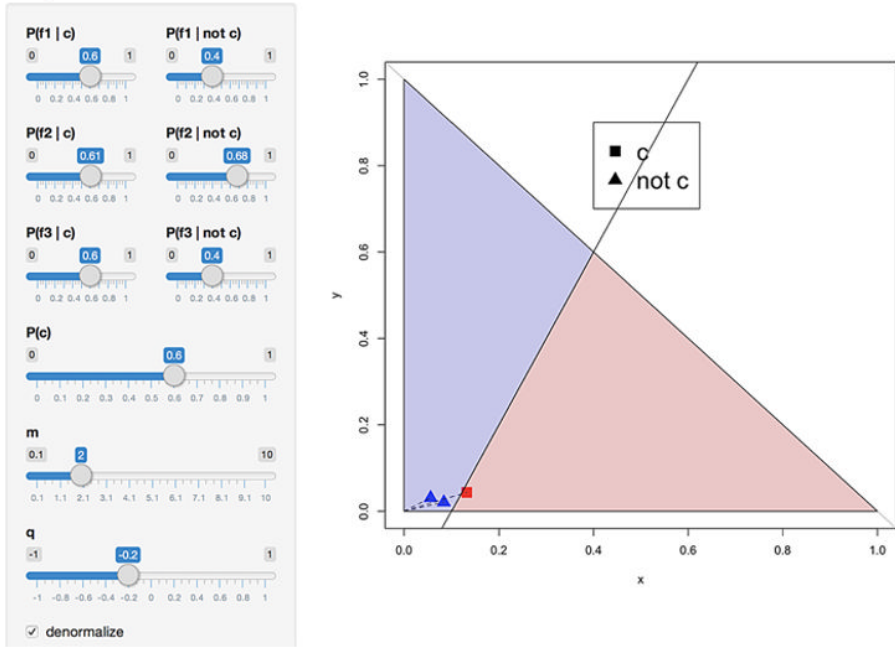 P(f1 | c) P(f1 | not c)
0 0.6 1 0 0.4 1
0 0.2 0.4 0.6 0.8 1 0 0.2 0.4 0.6 0.8 1
P(f2 | c) P(f2 | not c)
0 0.61 1 0 0.68 1
0 0.2 0.4 0.6 0.8 1 0 0.2 0.4 0.6 0.8 1
P(f3 | c) P(f3 | not c)
0 0.6 1 0 0.4 1
0 0.2 0.4 0.6 0.8 1 0 0.2 0.4 0.6 0.8 1
P(c)
0 0.6 1
0 0.1 0.2 0.3 0.4 0.5 0.6 0.7 0.8 0.9 1
m
0.1 2 10
0.1 1.1 2.1 3.1 4.1 5.1 6.1 7.1 8.1 9.1 10
q
-1 -0.2 1
-1 -0.8 -0.6 -0.4 -0.2 0 0.2 0.4 0.6 0.8 1
denormalize
c
not c
y
1.0
0.8
0.6
0.4
0.2
0.0
0.0 0.2 0.4 0.6 0.8 1.0
x